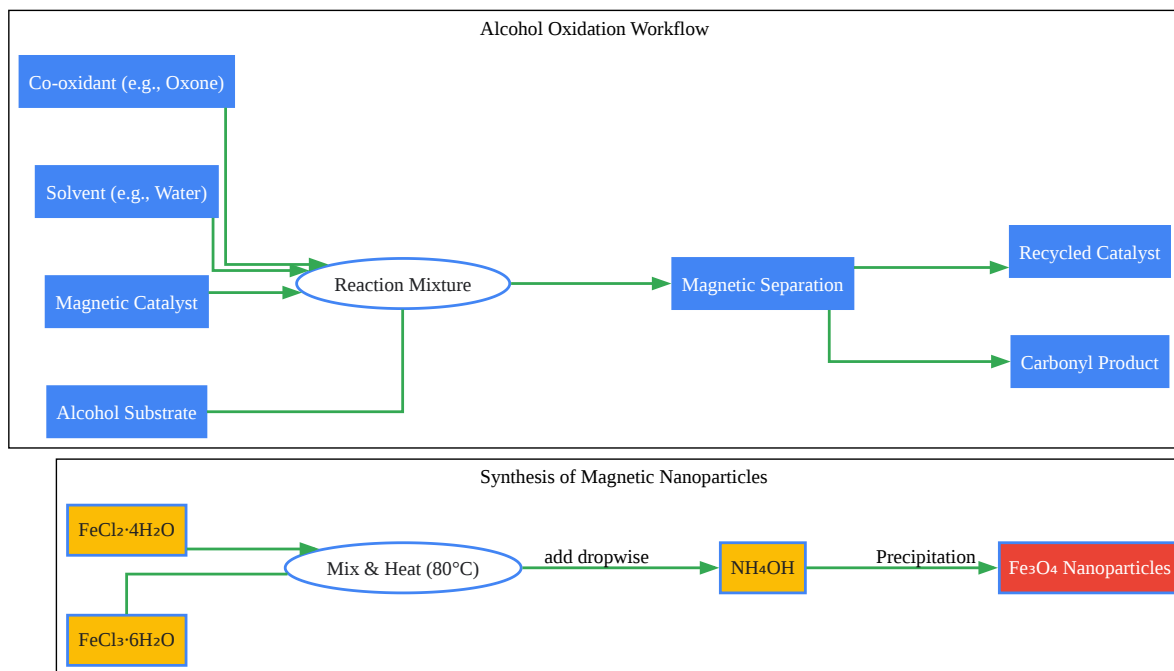 Alcohol Oxidation Workflow
Co-oxidant (e.g., Oxone)
Solvent (e.g., Water)
Magnetic Catalyst
Alcohol Substrate
Reaction Mixture
Magnetic Separation
Recycled Catalyst
Carbonyl Product
Synthesis of Magnetic Nanoparticles
FeCl₂·4H₂O
FeCl₃·6H₂O
Mix & Heat (80°C)
add dropwise
NH₄OH
Precipitation
Fe₃O₄ Nanoparticles